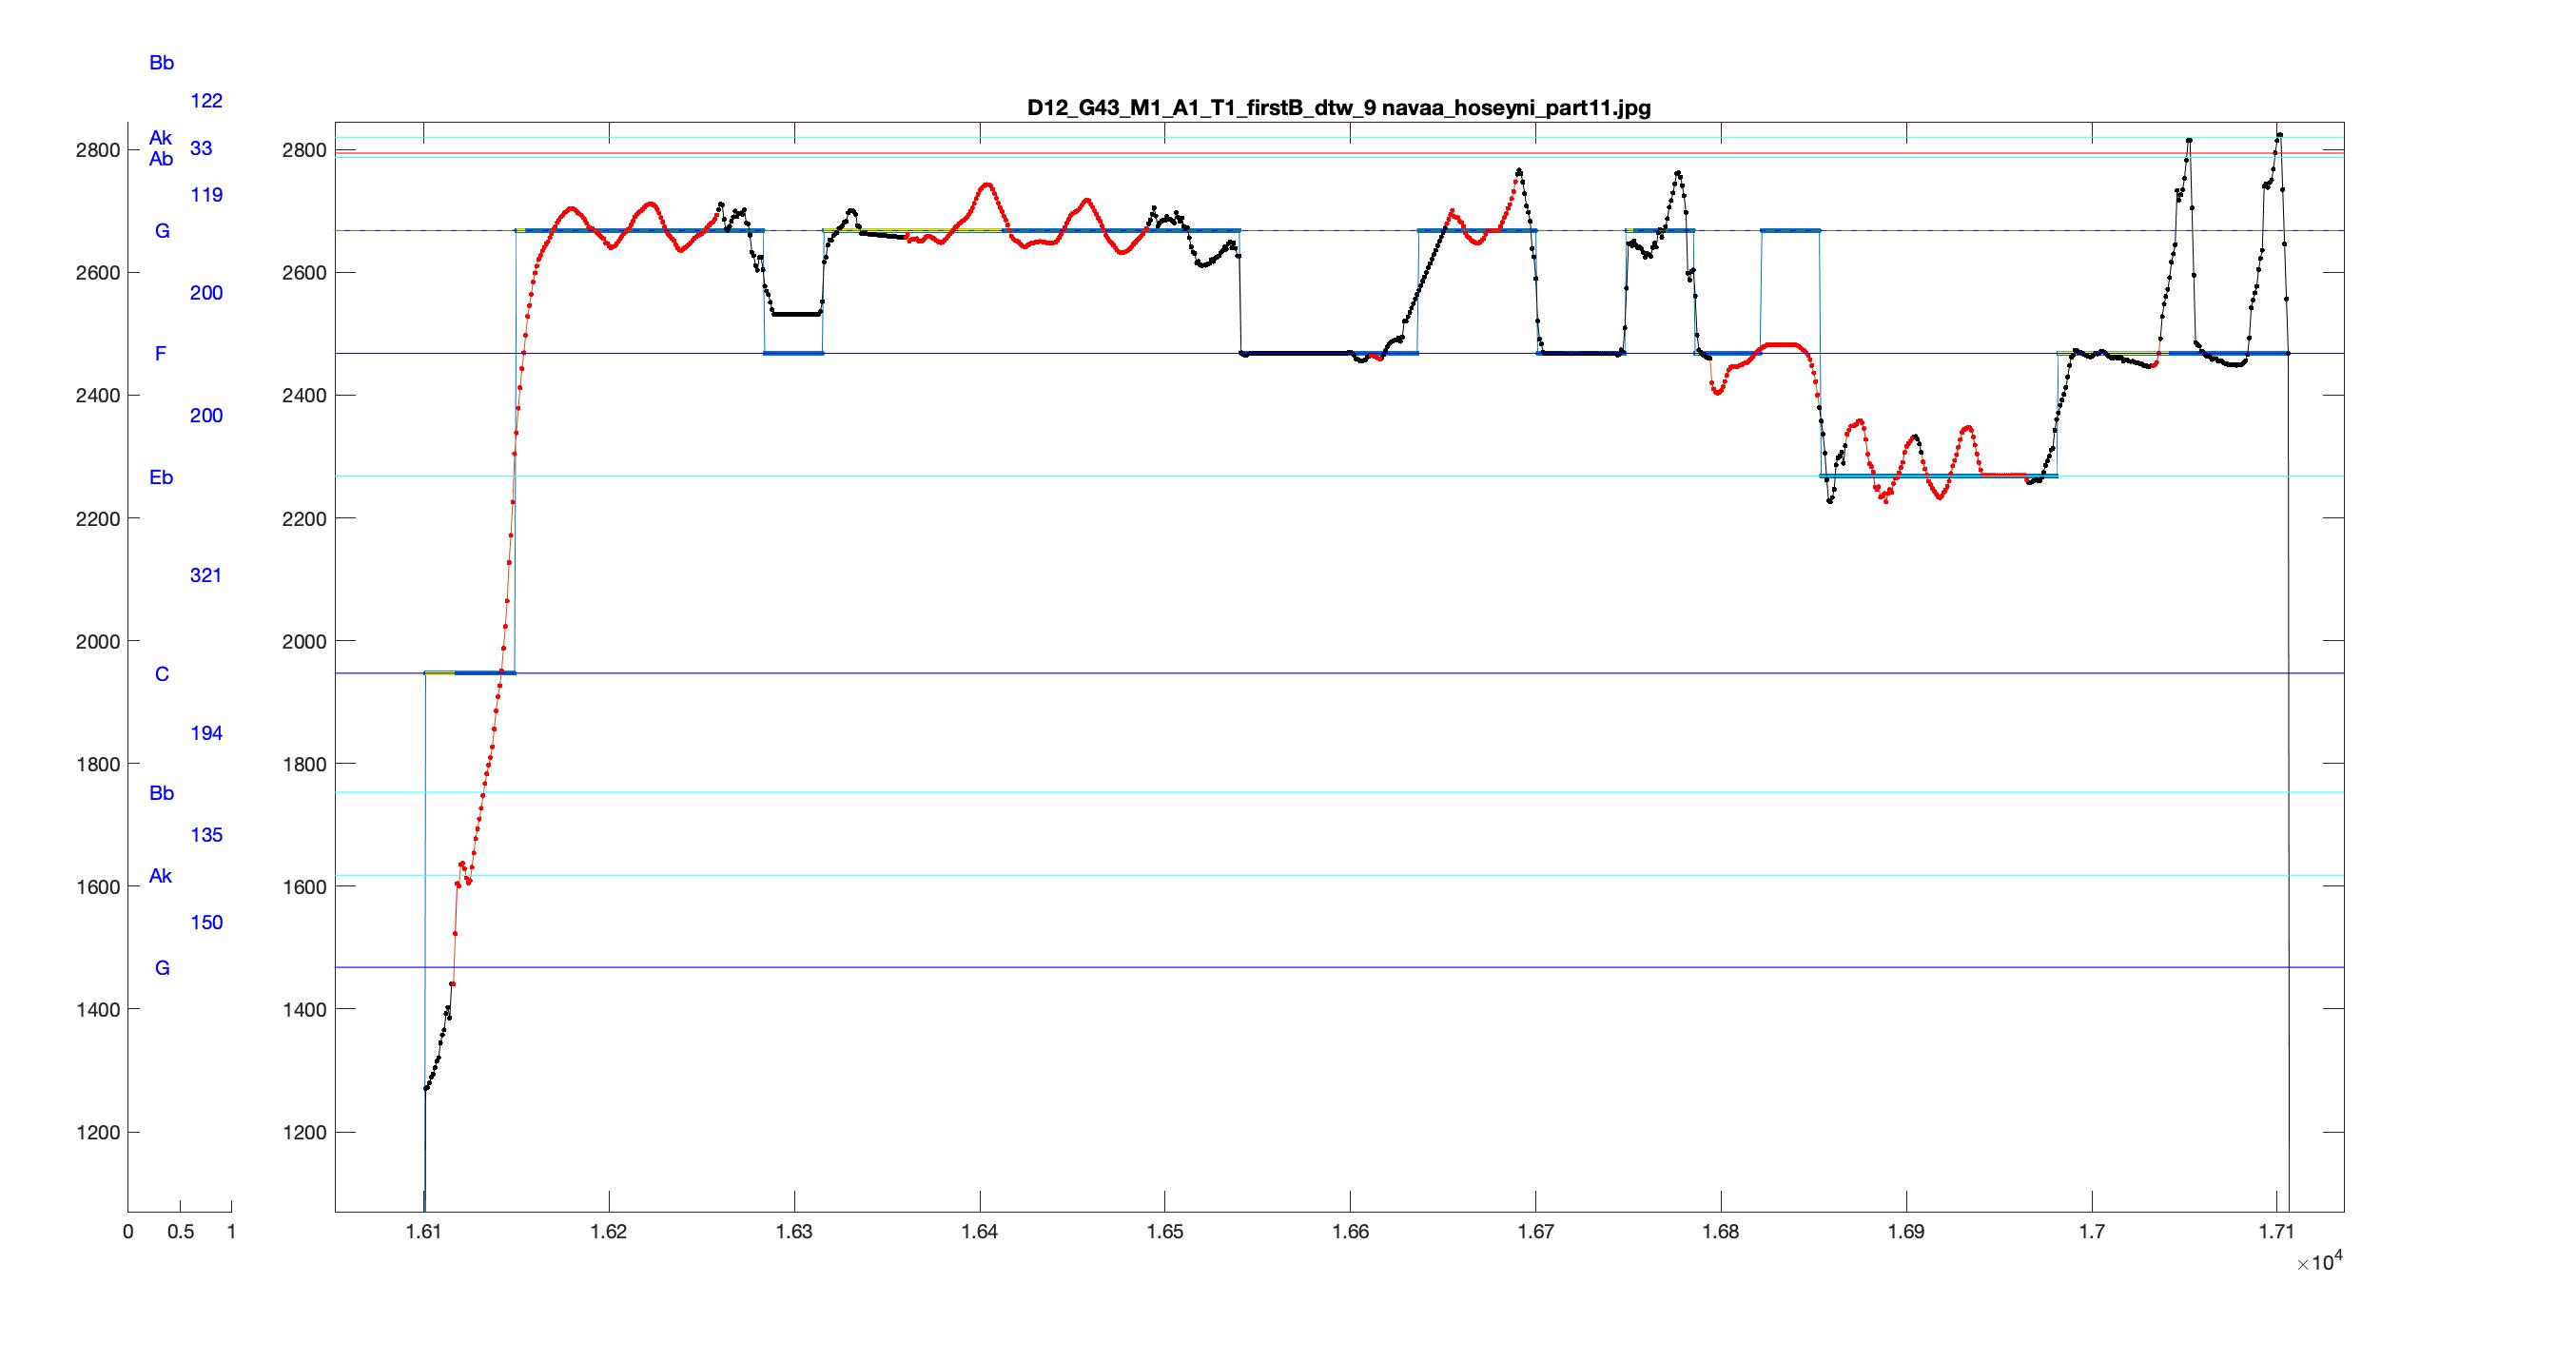 Bb
122
D12_G43_M1_A1_T1_firstB_dtw_9 navaa_hoseyni_part11.jpg
Ak
2800 33 2800
Ab
119
G
2600 2600
200
F
2400 2400
200
Eb
2200 2200
321
2000 2000
C
194
1800 1800
Bb
135
Ak
1600 1600
150
G
1400 1400
1200 1200
0 0.5 1 1.61 1.62 1.63 1.64 1.65 1.66 1.67 1.68 1.69 1.7 1.71
×10⁴